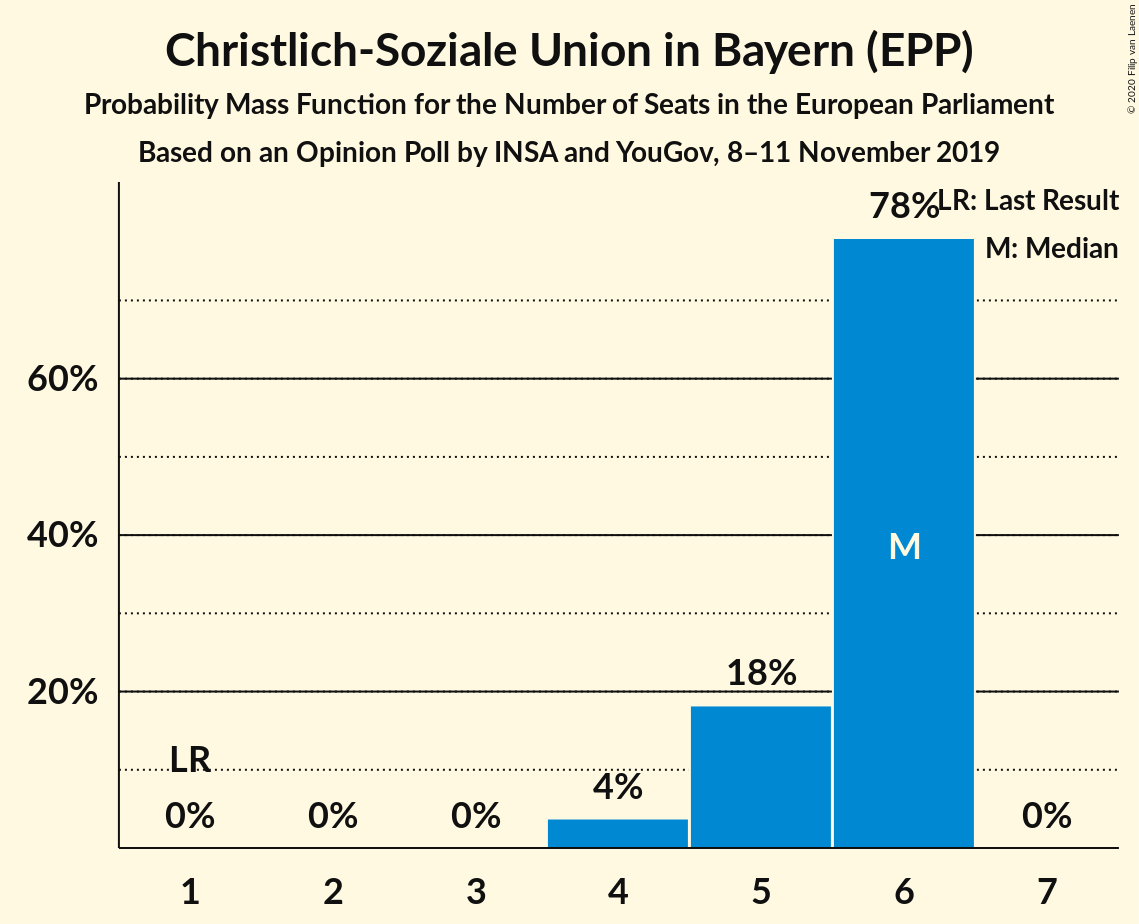 Christlich-Soziale Union in Bayern (EPP)
Probability Mass Function for the Number of Seats in the European Parliament
Based on an Opinion Poll by INSA and YouGov, 8–11 November 2019
© 2020 Filip van Laenen
78%
LR: Last Result
M: Median
60%
40%
M
18%
20%
LR
4%
0%
0%
0%
0%
1 2 3 4 5 6 7